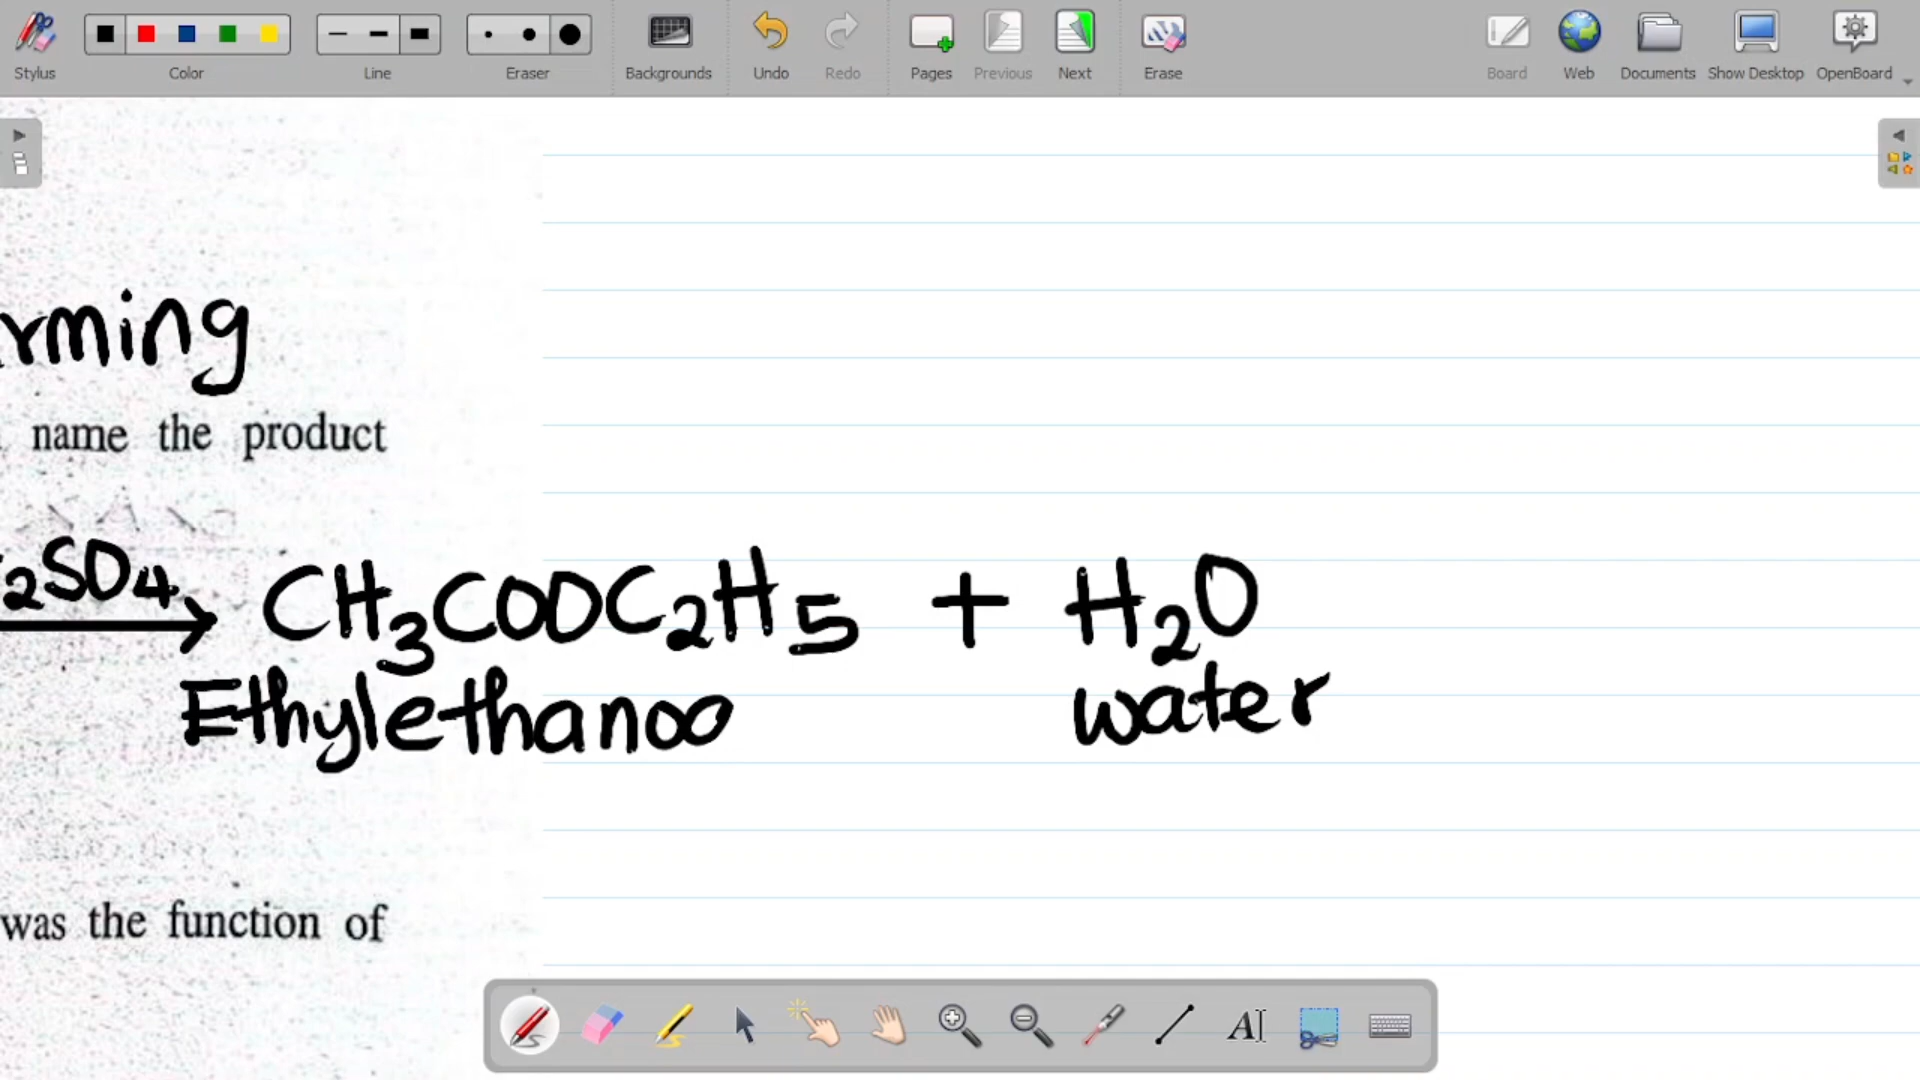 Stylus Color Line Eraser Backgrounds Undo Redo Pages Previous Next Erase Board Web Documents Show Desktop OpenBoard
rming
name the product
2SO4 CH3COOC2H5 + H2O
Ethylethanoo water
was the function of